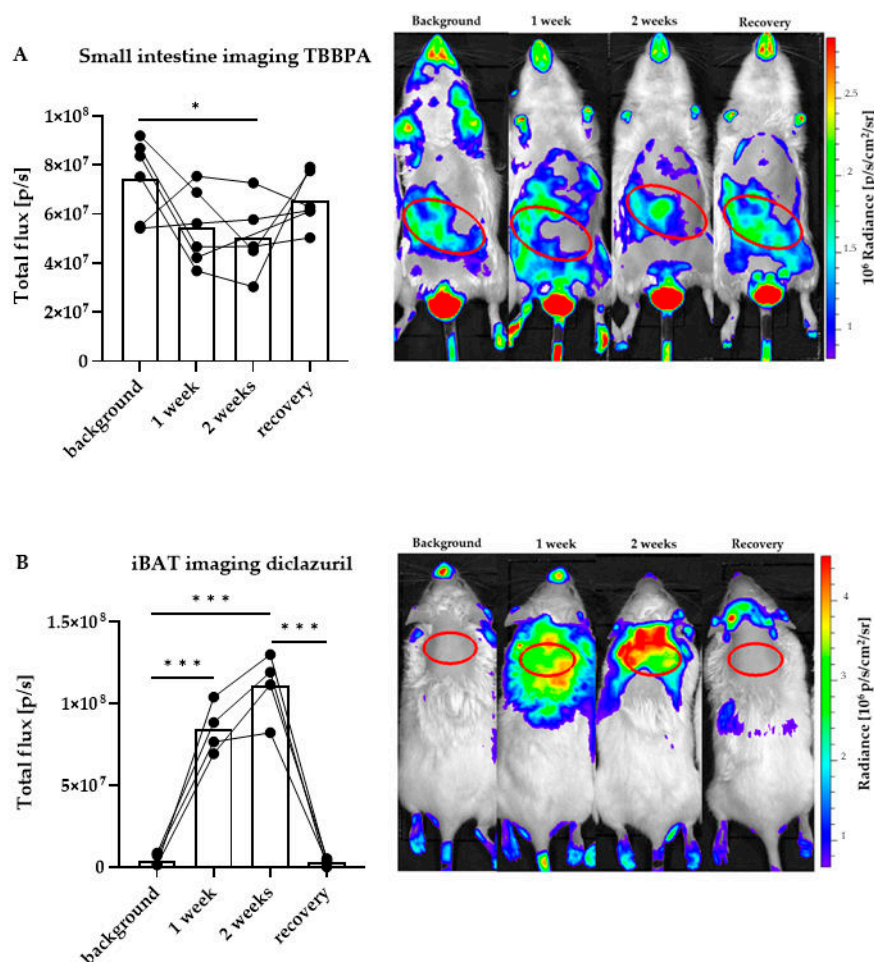 A
Small intestine imaging TBBPA
Total flux [p/s]
1×10⁸
8×10⁷
6×10⁷
4×10⁷
2×10⁷
0
*
background
1 week
2 weeks
recovery
Background
1 week
2 weeks
Recovery
2.5
2
1.5
1
10⁶ Radiance [p/s/cm²/sr]
B
iBAT imaging diclazuril
Total flux [p/s]
1.5×10⁸
1×10⁸
5×10⁷
0
* * *
* * *
* * *
background
1 week
2 weeks
recovery
Background
1 week
2 weeks
Recovery
4
3
2
1
Radiance [10⁶ p/s/cm²/sr]